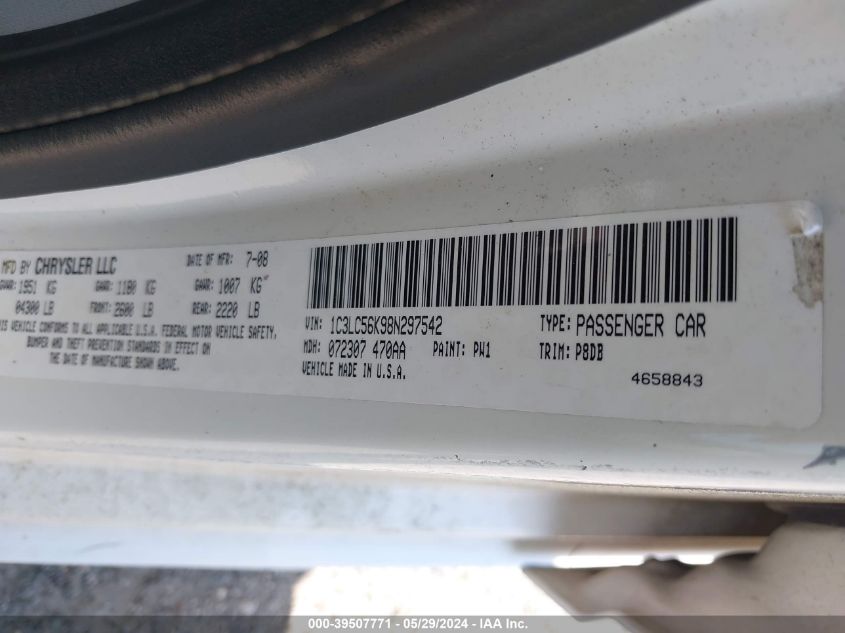 MFD BY CHRYSLER LLC DATE OF MFR: 7-08
GVWR: 1951 KG GAWR: 1180 KG GAWR: 1007 KG
04300 LB FRONT: 2600 LB REAR: 2220 LB
THIS VEHICLE CONFORMS TO ALL APPLICABLE U.S.A. FEDERAL MOTOR VEHICLE SAFETY,
BUMPER AND THEFT PREVENTION STANDARDS IN EFFECT ON
THE DATE OF MANUFACTURE SHOWN ABOVE.
VIN: 1C3LC56K98N297542 TYPE: PASSENGER CAR
MDH: 072307 470AA PAINT: PW1 TRIM: P8DB
VEHICLE MADE IN U.S.A. 4658843
000-39507771 - 05/29/2024 - IAA Inc.